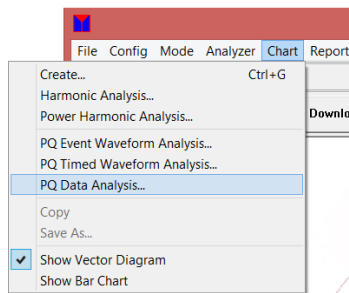 File Config Mode Analyzer Chart Report
Create... Ctrl+G
Harmonic Analysis...
Power Harmonic Analysis...
PQ Event Waveform Analysis...
PQ Timed Waveform Analysis...
PQ Data Analysis...
Copy
Save As...
Show Vector Diagram
Show Bar Chart
Downlo